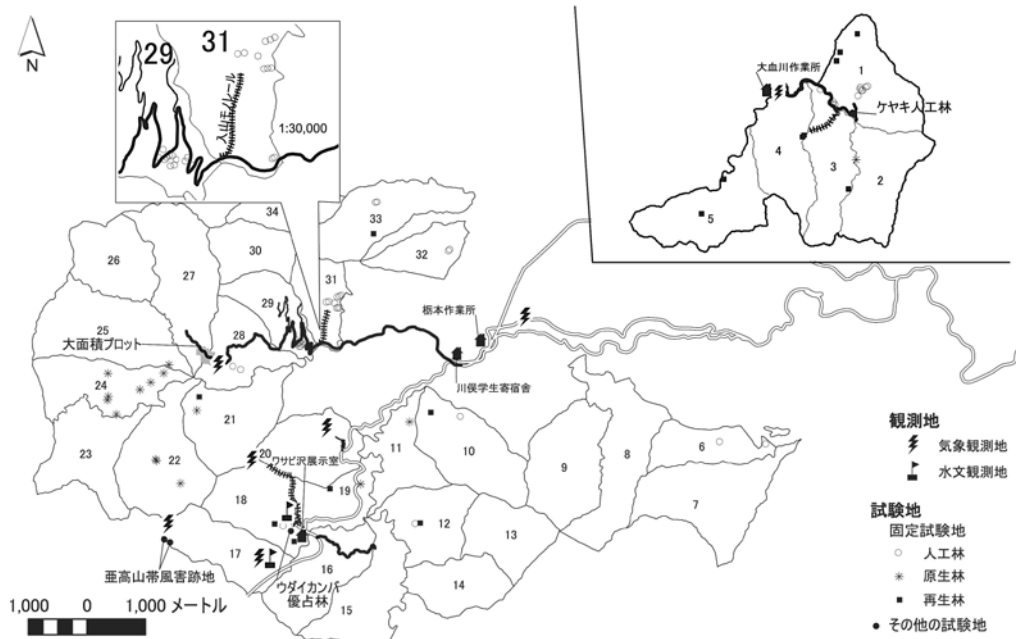 N
29
31
入山モノレール
1:30,000
大血川作業所
1
ケヤキ人工林
4
3
2
5
34
33
26
27
30
32
31
29
25
大面積プロット
28
栃本作業所
川俣学生寄宿舎
24
21
11
10
6
23
22
20
ワサビ沢展示室
19
9
8
7
18
12
13
17
16
14
15
亜高山帯風害跡地
ウダイカンバ
優占林
1,000 0 1,000 メートル
観測地
気象観測地
水文観測地
試験地
固定試験地
人工林
原生林
再生林
その他の試験地